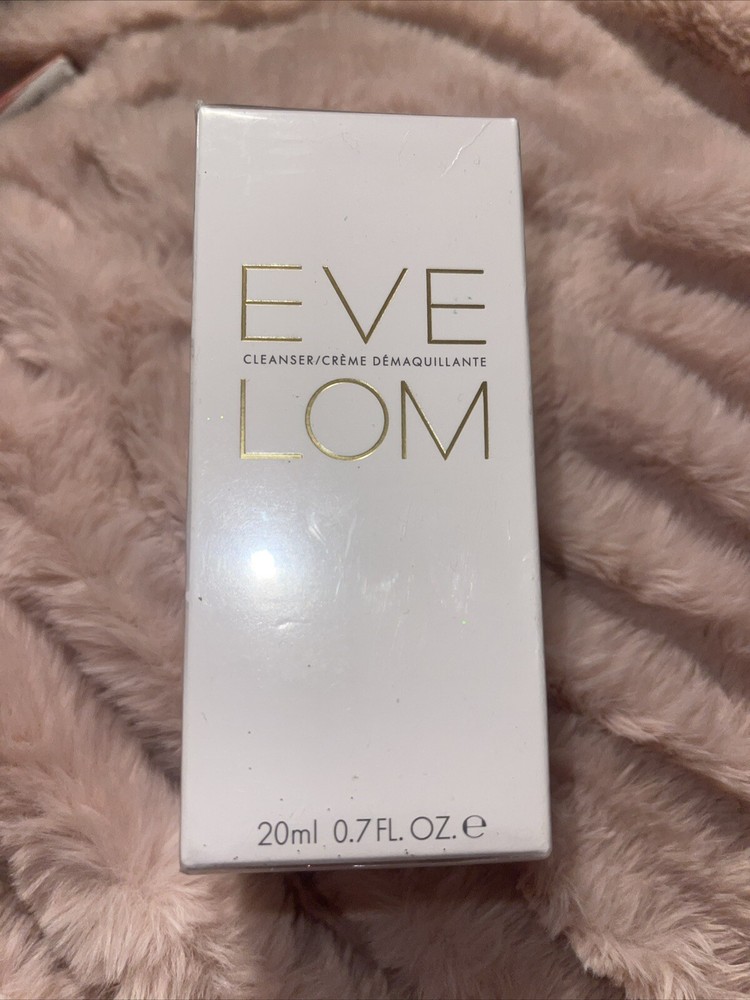 EVE
CLEANSER/CRÈME DÉMAQUILLANTE
LOM
20ml 0.7 FL. OZ. ℮